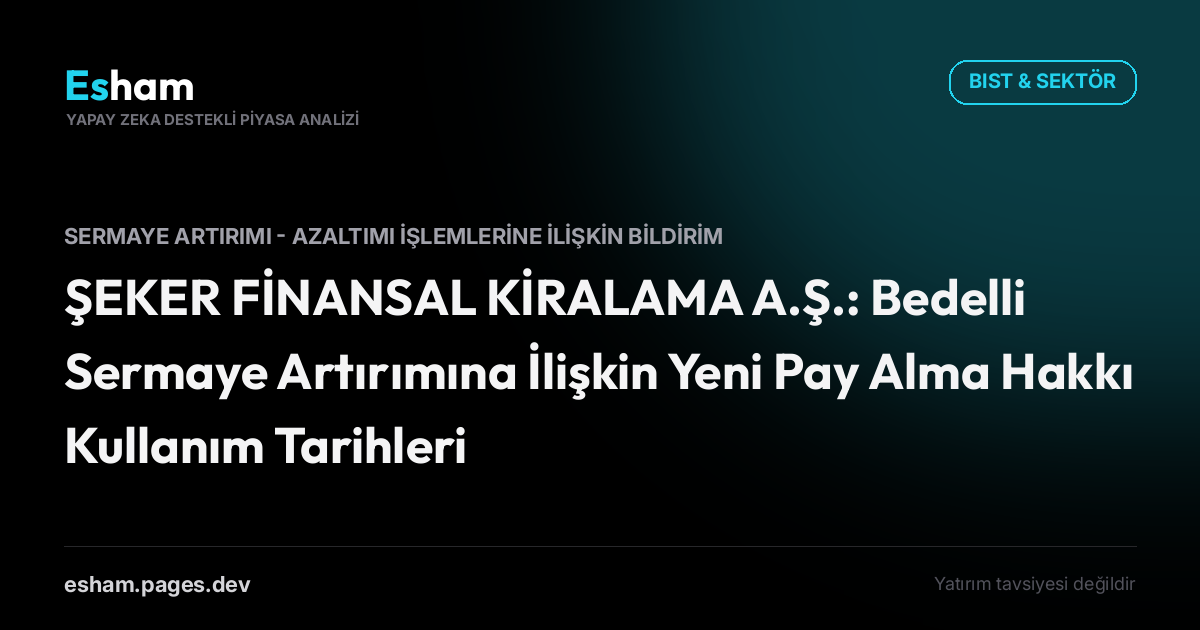 Esham
YAPAY ZEKA DESTEKLİ PİYASA ANALİZİ
BIST & SEKTÖR
SERMAYE ARTIRIMI - AZALTIMI İŞLEMLERİNE İLİŞKİN BİLDİRİM
ŞEKER FİNANSAL KİRALAMA A.Ş.: Bedelli
Sermaye Artırımına İlişkin Yeni Pay Alma Hakkı
Kullanım Tarihleri
esham.pages.dev
Yatırım tavsiyesi değildir